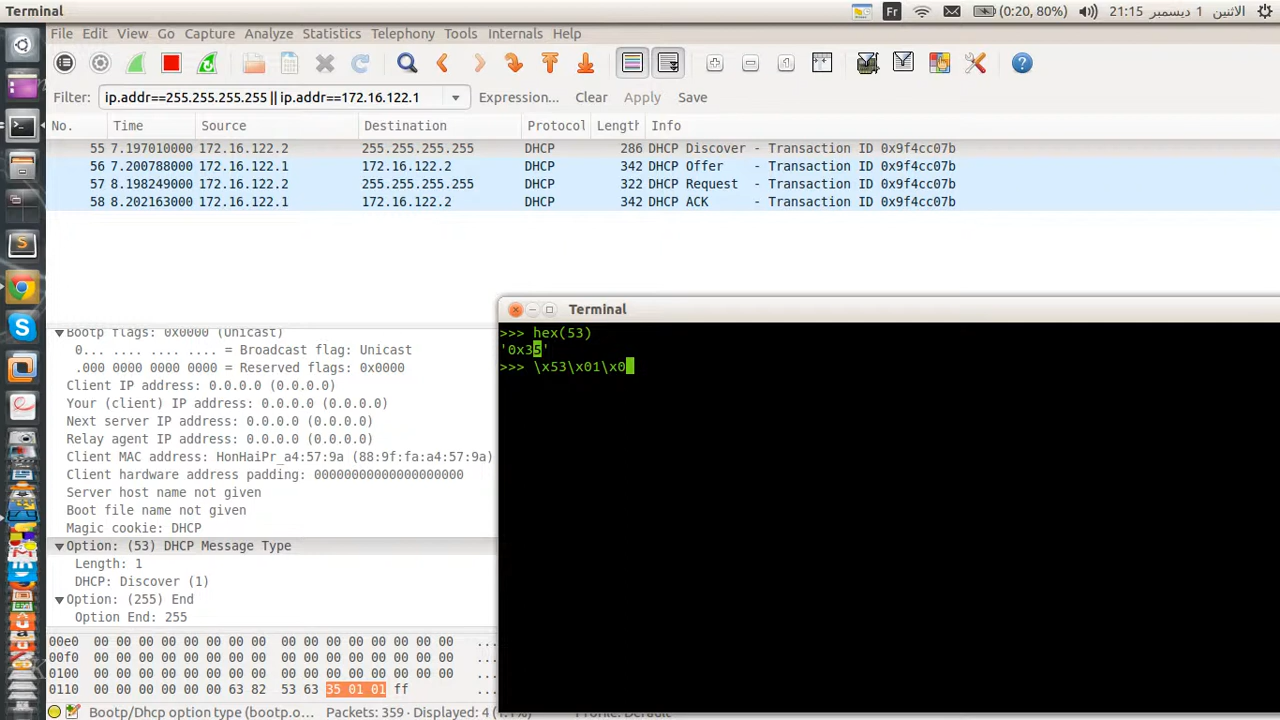 Terminal
Fr
(0:20, 80%)
21:15 الاثنين 1 ديسمبر
File Edit View Go Capture Analyze Statistics Telephony Tools Internals Help
Filter: ip.addr==255.255.255.255 || ip.addr==172.16.122.1 Expression... Clear Apply Save
No. Time Source Destination Protocol Length Info
55 7.197010000 172.16.122.2 255.255.255.255 DHCP 286 DHCP Discover - Transaction ID 0x9f4cc07b
56 7.200788000 172.16.122.1 172.16.122.2 DHCP 342 DHCP Offer - Transaction ID 0x9f4cc07b
57 8.198249000 172.16.122.2 255.255.255.255 DHCP 322 DHCP Request - Transaction ID 0x9f4cc07b
58 8.202163000 172.16.122.1 172.16.122.2 DHCP 342 DHCP ACK - Transaction ID 0x9f4cc07b
Bootp flags: 0x0000 (Unicast)
0... .... .... .... = Broadcast flag: Unicast
.000 0000 0000 0000 = Reserved flags: 0x0000
Client IP address: 0.0.0.0 (0.0.0.0)
Your (client) IP address: 0.0.0.0 (0.0.0.0)
Next server IP address: 0.0.0.0 (0.0.0.0)
Relay agent IP address: 0.0.0.0 (0.0.0.0)
Client MAC address: HonHaiPr_a4:57:9a (88:9f:fa:a4:57:9a)
Client hardware address padding: 00000000000000000000
Server host name not given
Boot file name not given
Magic cookie: DHCP
Option: (53) DHCP Message Type
Length: 1
DHCP: Discover (1)
Option: (255) End
Option End: 255
00e0 00 00 00 00 00 00 00 00 00 00 00 00 00 00 00 00 ...
00f0 00 00 00 00 00 00 00 00 00 00 00 00 00 00 00 00 ...
0100 00 00 00 00 00 00 00 00 00 00 00 00 00 00 00 00 ...
0110 00 00 00 00 00 00 63 82 53 63 35 01 01 ff ...
Bootp/Dhcp option type (bootp.o... Packets: 359 · Displayed: 4 (1.1%) Profile: Default
Terminal
>>> hex(53)
'0x35'
>>> \x53\x01\x0